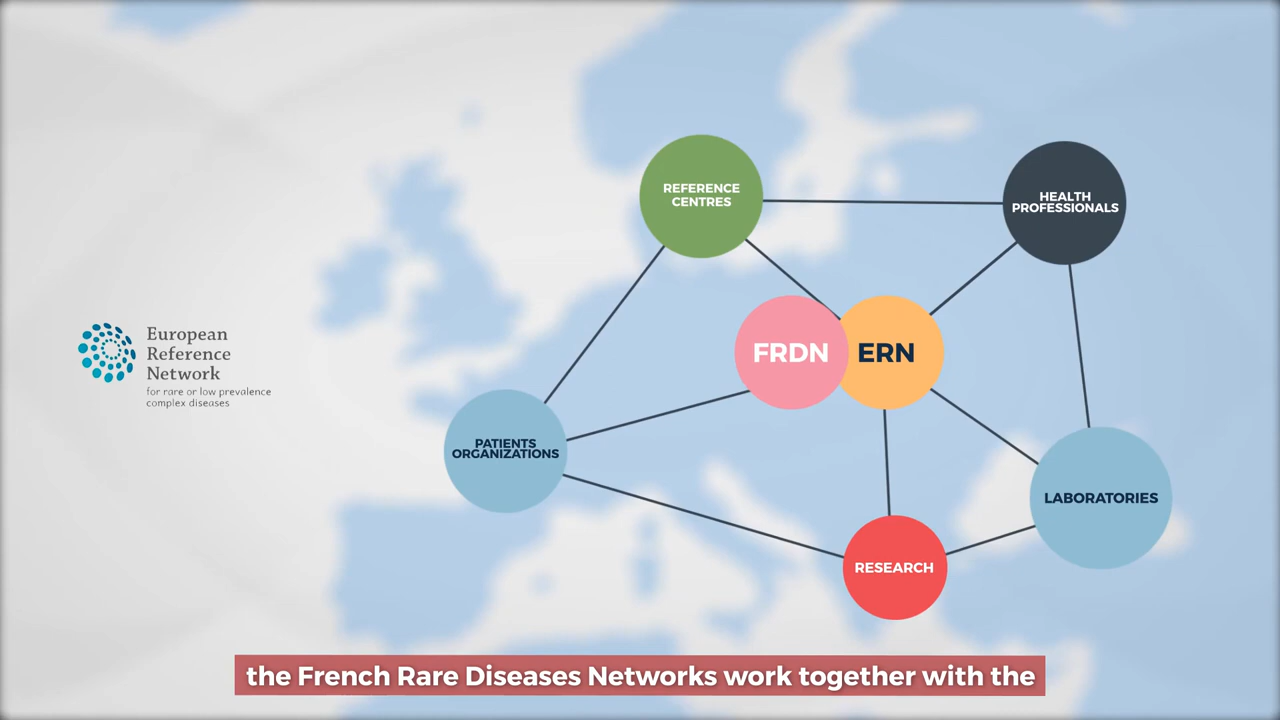 REFERENCE
CENTRES
HEALTH
PROFESSIONALS
European
Reference
Network
for rare or low prevalence
complex diseases
FRDN
ERN
PATIENTS
ORGANIZATIONS
LABORATORIES
RESEARCH
the French Rare Diseases Networks work together with the